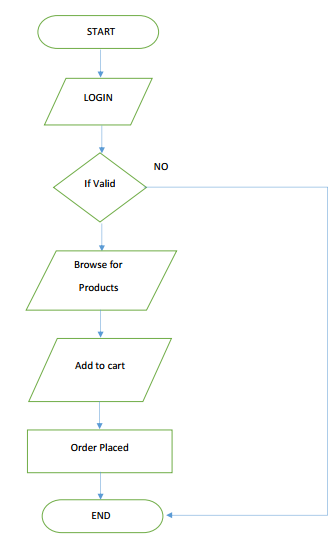 START
LOGIN
NO
If Valid
Browse for
Products
Add to cart
Order Placed
END